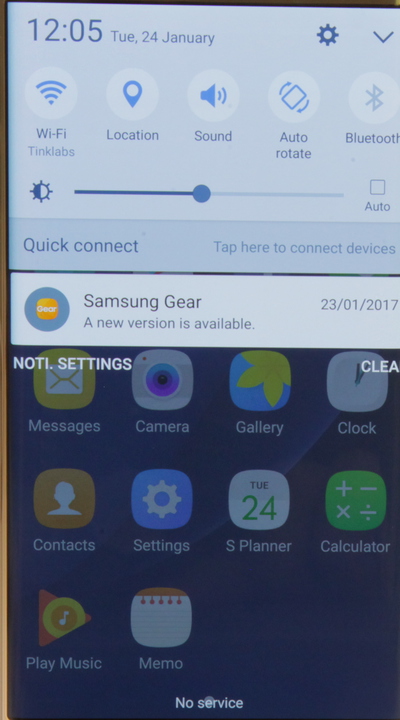 12:05 Tue, 24 January
Wi-Fi
Tinklabs
Location
Sound
Auto
rotate
Bluetooth
Auto
Quick connect Tap here to connect devices
Gear
Samsung Gear 23/01/2017
A new version is available.
NOTI. SETTINGS CLEA
Messages Camera Gallery Clock
TUE
24
Contacts Settings S Planner Calculator
Play Music Memo
No service